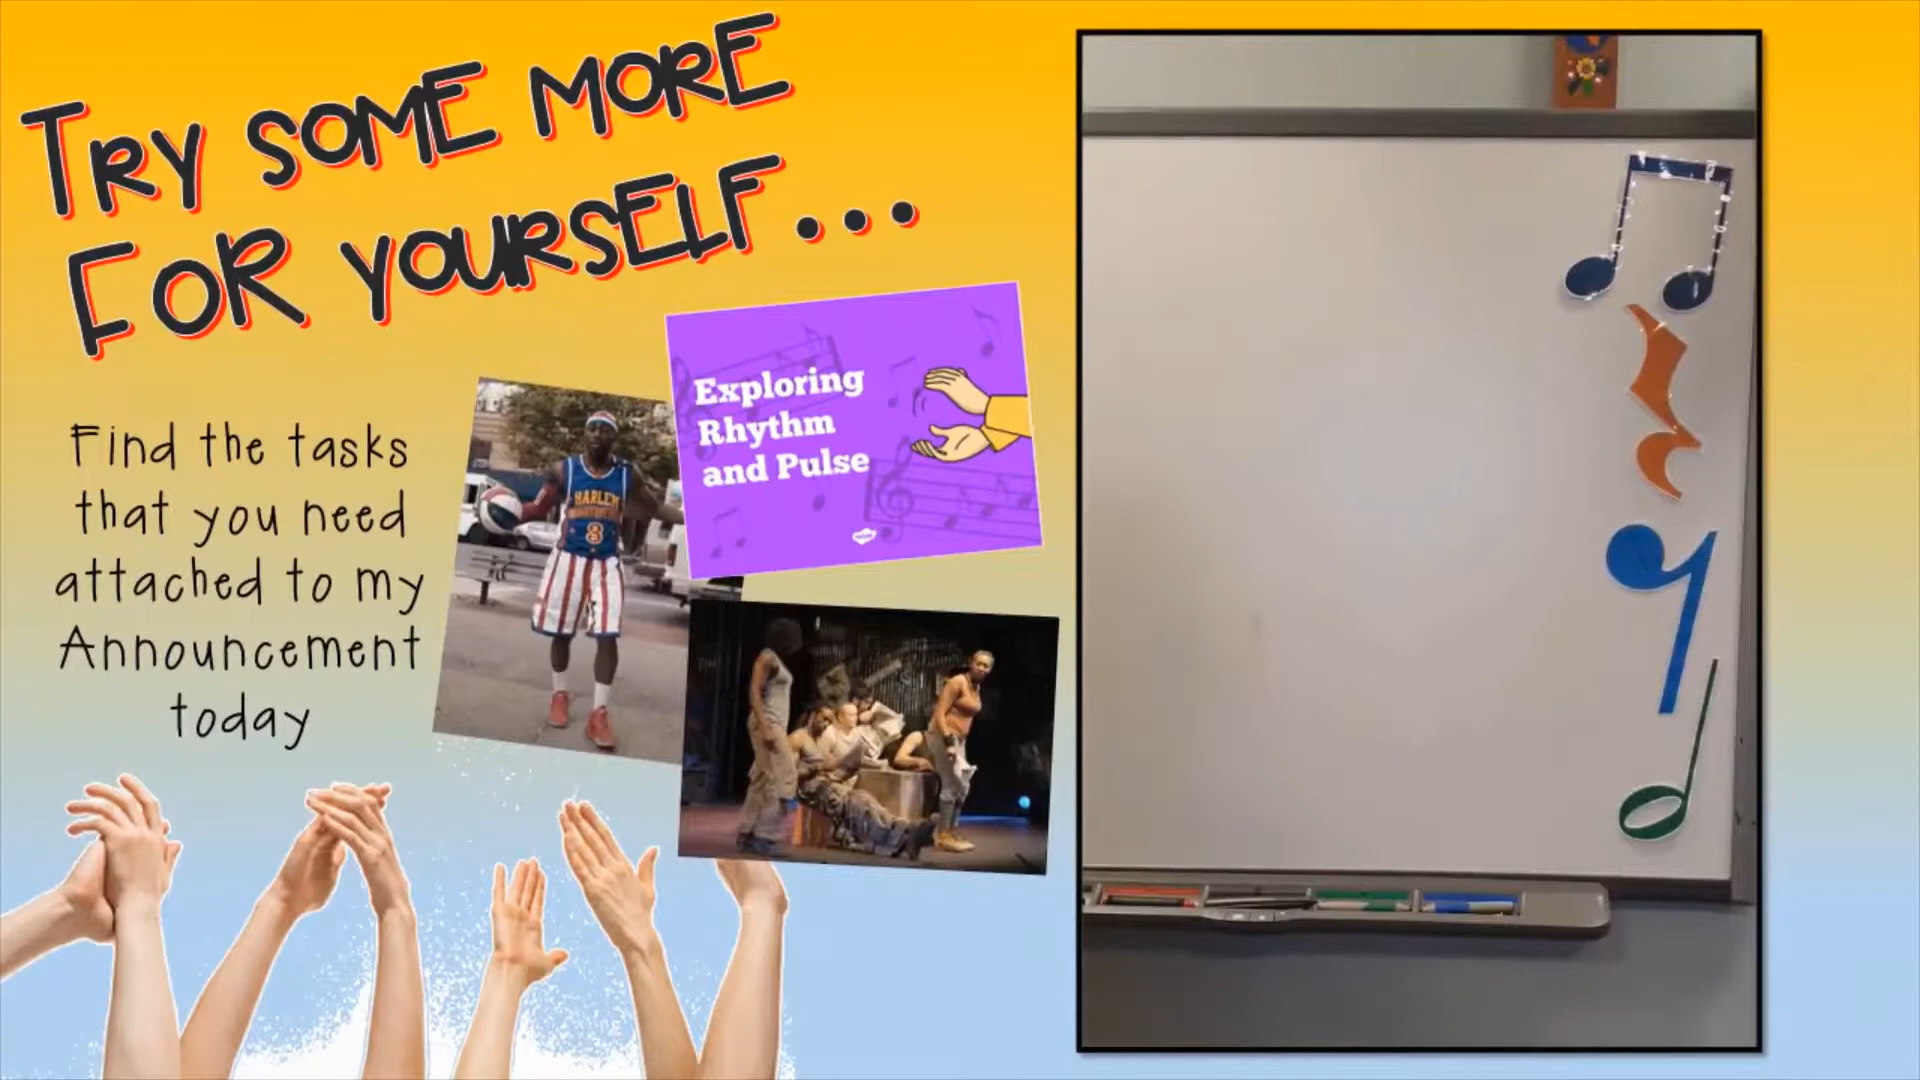 Try some more
for yourself...
Find the tasks
that you need
attached to my
Announcement
today
Exploring
Rhythm
and Pulse
HARLEM
8